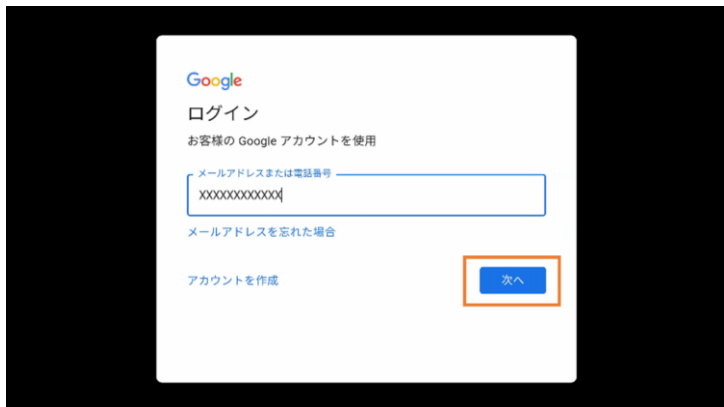 Google
ログイン
お客様の Google アカウントを使用
メールアドレスまたは電話番号
XXXXXXXXXXXX
メールアドレスを忘れた場合
アカウントを作成
次へ